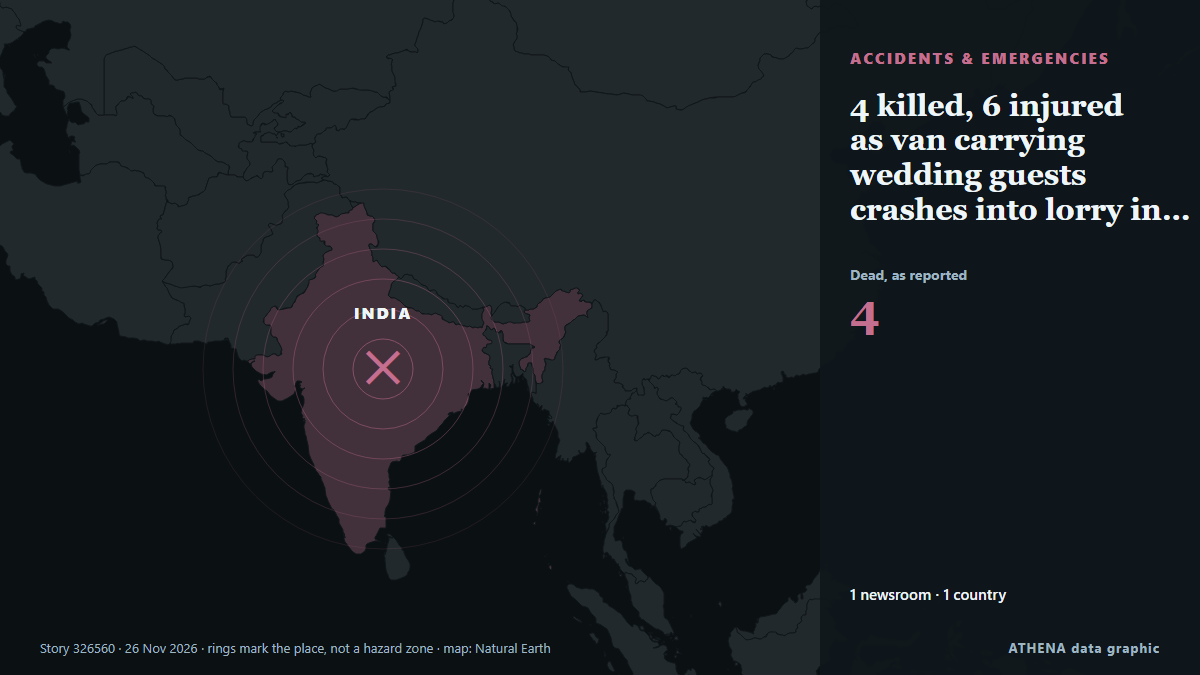 ACCIDENTS & EMERGENCIES
4 killed, 6 injured
as van carrying
wedding guests
crashes into lorry in...
Dead, as reported
4
INDIA
1 newsroom · 1 country
Story 326560 · 26 Nov 2026 · rings mark the place, not a hazard zone · map: Natural Earth
ATHENA data graphic